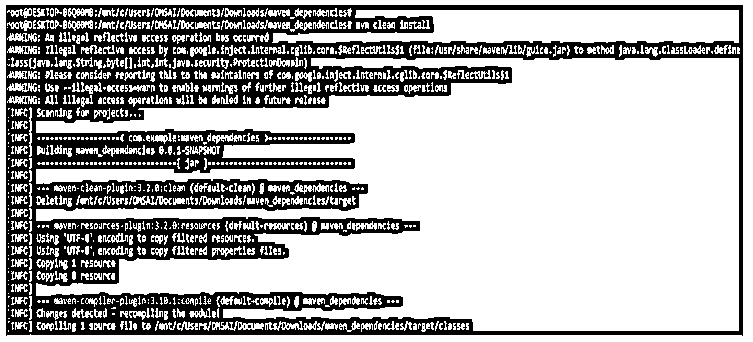 root@DESKTOP-B6Q00MB:/mnt/c/Users/OMSAI/Documents/Downloads/maven_dependencies#
root@DESKTOP-B6Q00MB:/mnt/c/Users/OMSAI/Documents/Downloads/maven_dependencies# mvn clean install
WARNING: An illegal reflective access operation has occurred
WARNING: Illegal reflective access by com.google.inject.internal.cglib.core.$ReflectUtils$1 (file:/usr/share/maven/lib/guice.jar) to method java.lang.ClassLoader.define
Class(java.lang.String,byte[],int,int,java.security.ProtectionDomain)
WARNING: Please consider reporting this to the maintainers of com.google.inject.internal.cglib.core.$ReflectUtils$1
WARNING: Use --illegal-access=warn to enable warnings of further illegal reflective access operations
WARNING: All illegal access operations will be denied in a future release
[INFO] Scanning for projects...
[INFO]
[INFO] -------------------< com.example:maven_dependencies >-------------------
[INFO] Building maven_dependencies 0.0.1-SNAPSHOT
[INFO] --------------------------------[ jar ]---------------------------------
[INFO]
[INFO] --- maven-clean-plugin:3.2.0:clean (default-clean) @ maven_dependencies ---
[INFO] Deleting /mnt/c/Users/OMSAI/Documents/Downloads/maven_dependencies/target
[INFO]
[INFO] --- maven-resources-plugin:3.2.0:resources (default-resources) @ maven_dependencies ---
[INFO] Using 'UTF-8' encoding to copy filtered resources.
[INFO] Using 'UTF-8' encoding to copy filtered properties files.
[INFO] Copying 1 resource
[INFO] Copying 0 resource
[INFO]
[INFO] --- maven-compiler-plugin:3.10.1:compile (default-compile) @ maven_dependencies ---
[INFO] Changes detected - recompiling the module!
[INFO] Compiling 1 source file to /mnt/c/Users/OMSAI/Documents/Downloads/maven_dependencies/target/classes